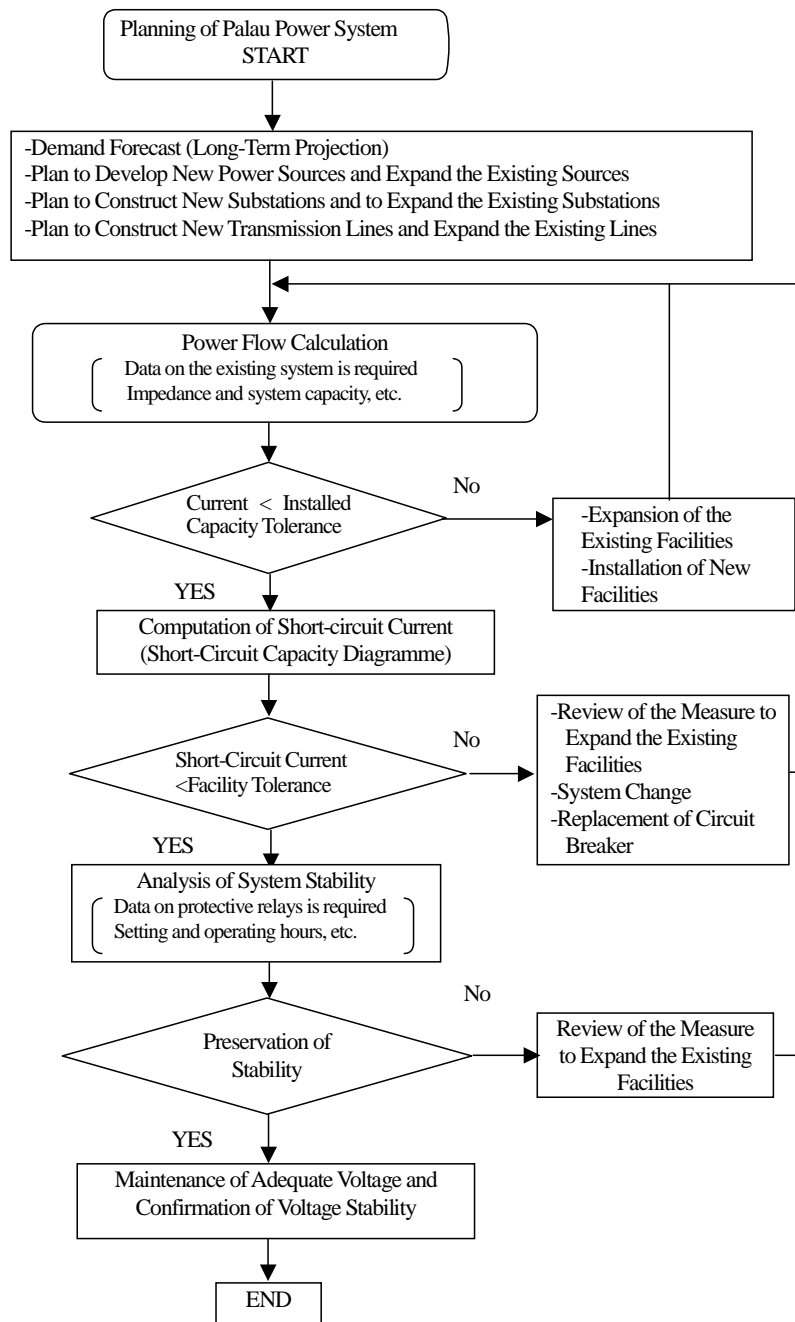 Planning of Palau Power System
START
-Demand Forecast (Long-Term Projection)
-Plan to Develop New Power Sources and Expand the Existing Sources
-Plan to Construct New Substations and to Expand the Existing Substations
-Plan to Construct New Transmission Lines and Expand the Existing Lines
Power Flow Calculation
Data on the existing system is required
Impedance and system capacity, etc.
Current < Installed
Capacity Tolerance
No
-Expansion of the
Existing Facilities
-Installation of New
Facilities
YES
Computation of Short-circuit Current
(Short-Circuit Capacity Diagramme)
Short-Circuit Current
<Facility Tolerance
No
-Review of the Measure to
Expand the Existing
Facilities
-System Change
-Replacement of Circuit
Breaker
YES
Analysis of System Stability
Data on protective relays is required
Setting and operating hours, etc.
Preservation of
Stability
No
Review of the Measure
to Expand the Existing
Facilities
YES
Maintenance of Adequate Voltage and
Confirmation of Voltage Stability
END